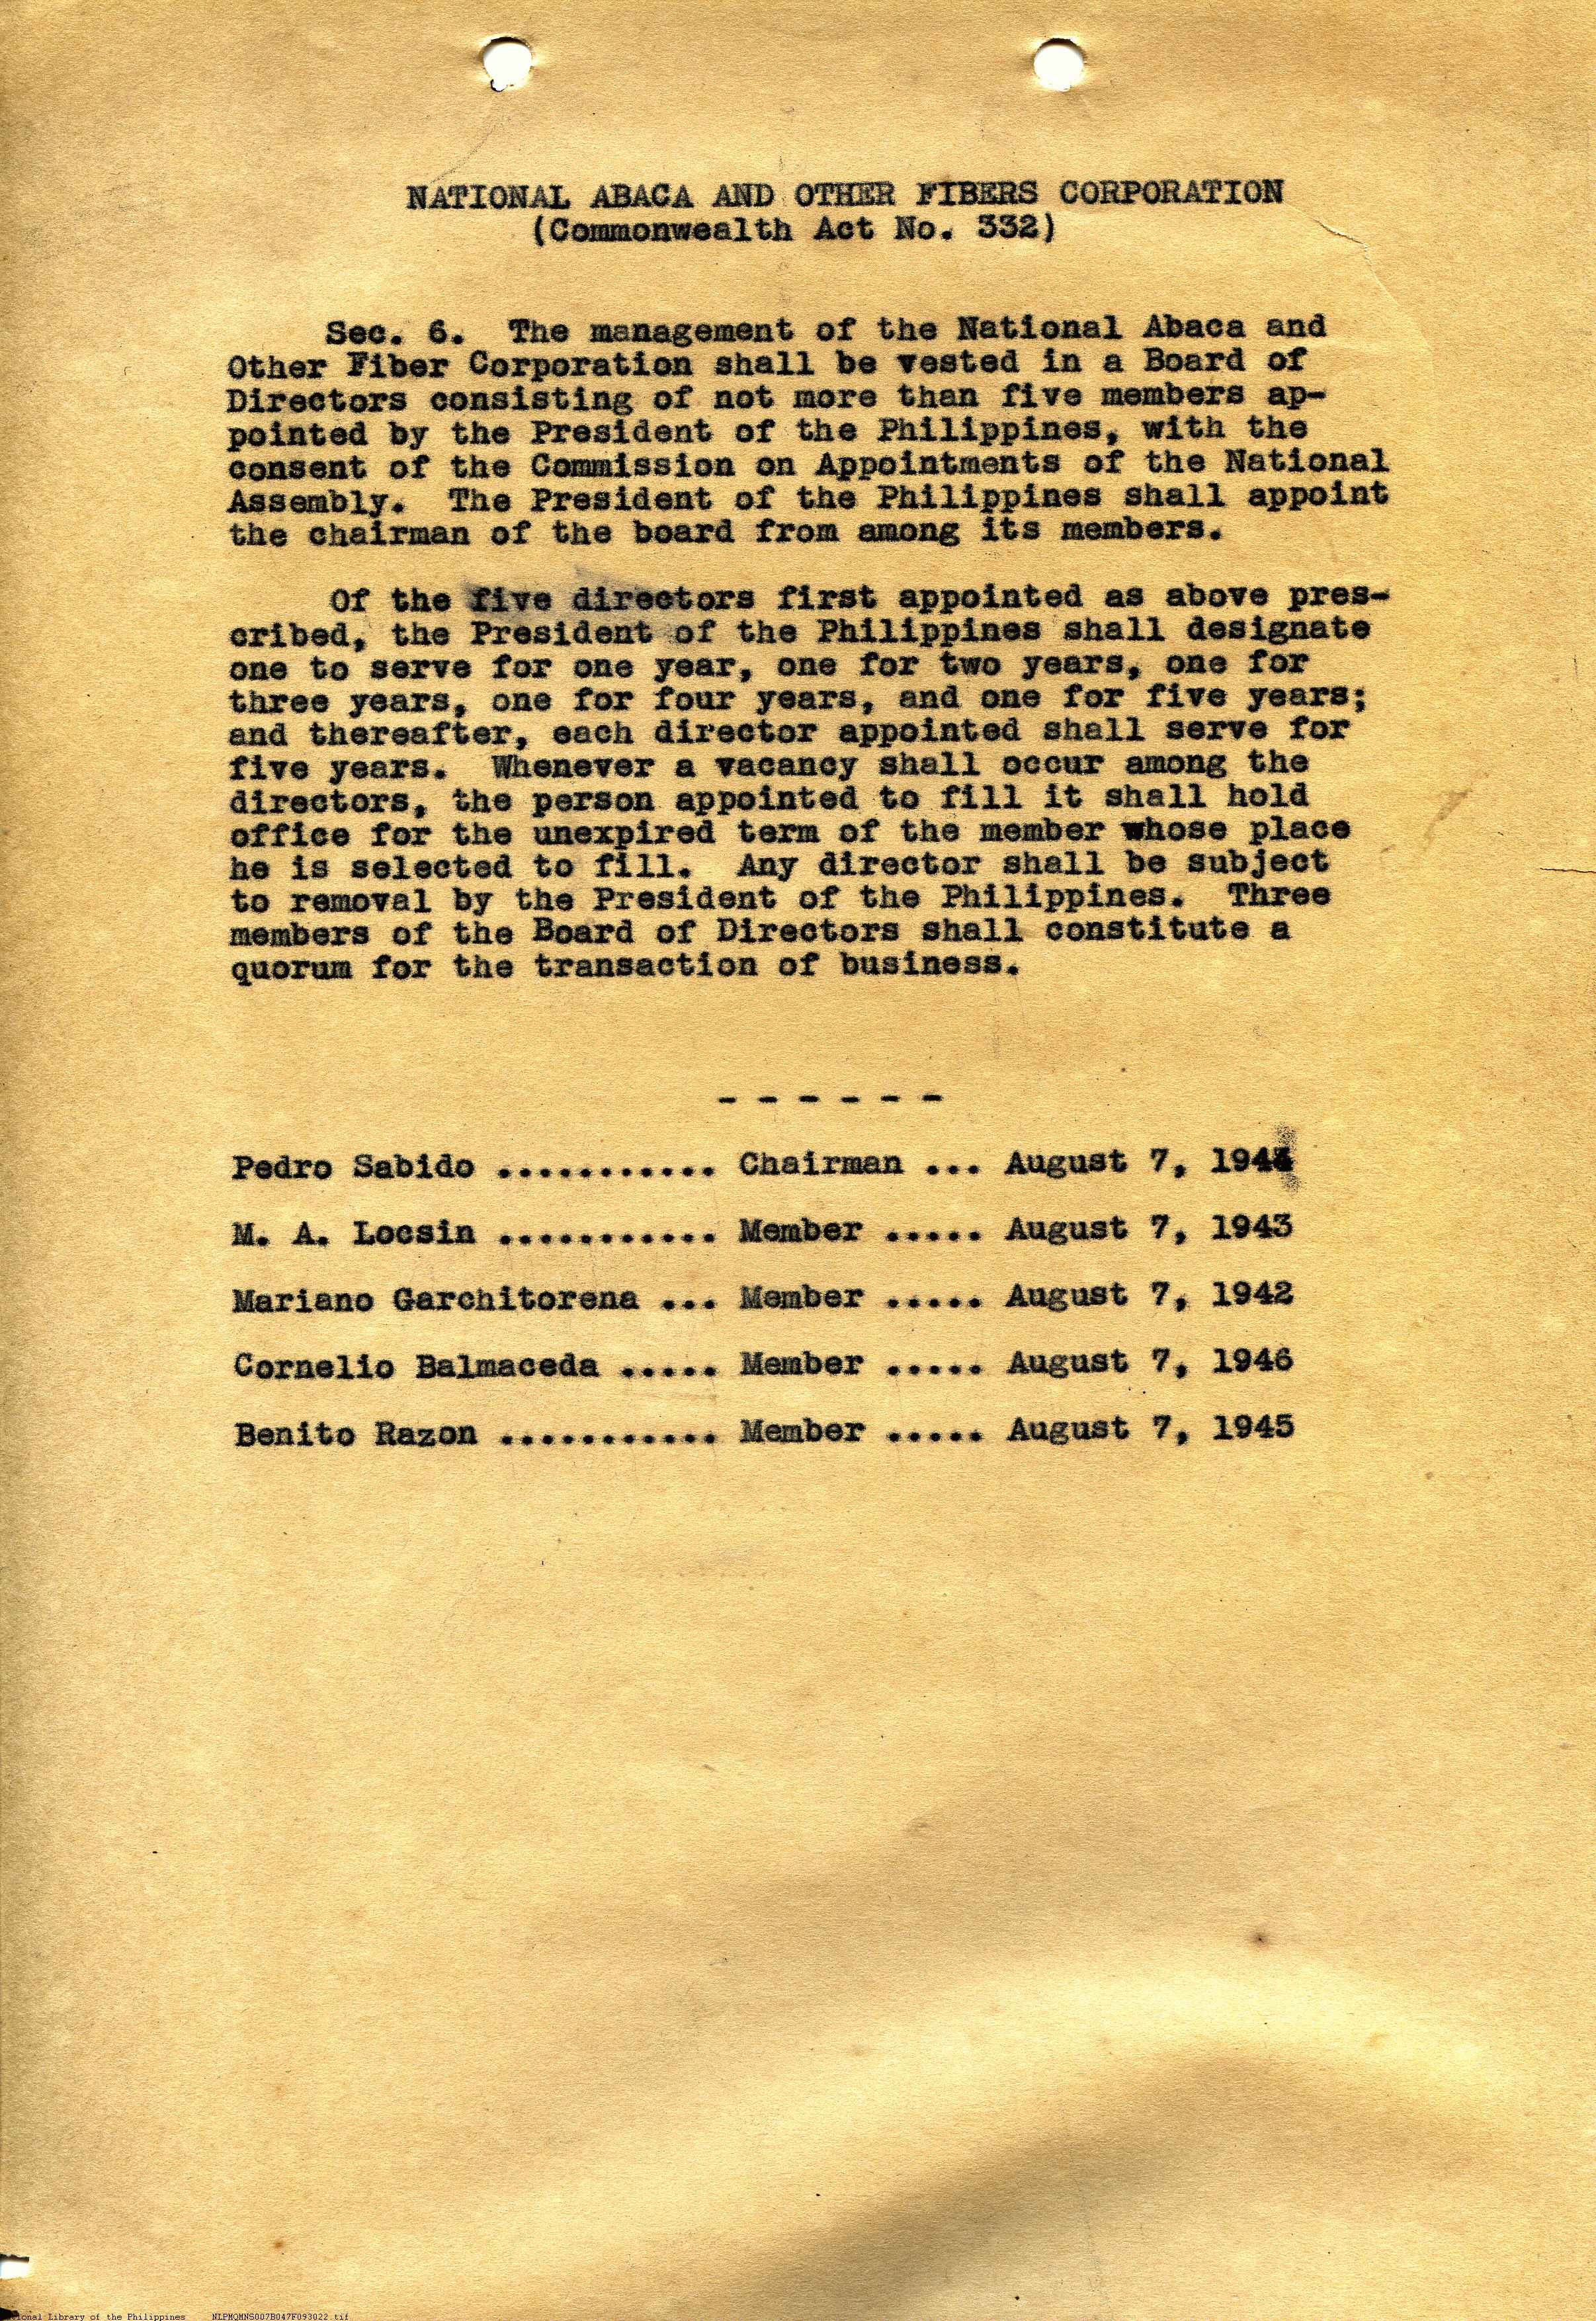 NATIONAL ABACA AND OTHER FIBERS CORPORATION
(Commonwealth Act No. 332)
Sec. 6. The management of the National Abaca and
Other Fiber Corporation shall be vested in a Board of
Directors consisting of not more than five members ap-
pointed by the President of the Philippines, with the
consent of the Commission on Appointments of the National
Assembly. The President of the Philippines shall appoint
the chairman of the board from among its members.
Of the five directors first appointed as above pres-
cribed, the President of the Philippines shall designate
one to serve for one year, one for two years, one for
three years, one for four years, and one for five years;
and thereafter, each director appointed shall serve for
five years. Whenever a vacancy shall occur among the
directors, the person appointed to fill it shall hold
office for the unexpired term of the member whose place
he is selected to fill. Any director shall be subject
to removal by the President of the Philippines. Three
members of the Board of Directors shall constitute a
quorum for the transaction of business.
- - - - - -
Pedro Sabido ........... Chairman ... August 7, 1944
M. A. Locsin ........... Member ..... August 7, 1943
Mariano Garchitorena ... Member ..... August 7, 1942
Cornelio Balmaceda ..... Member ..... August 7, 1946
Benito Razon ........... Member ..... August 7, 1945
Library of the Philippines NLPMQMNS007B047F093022.tif